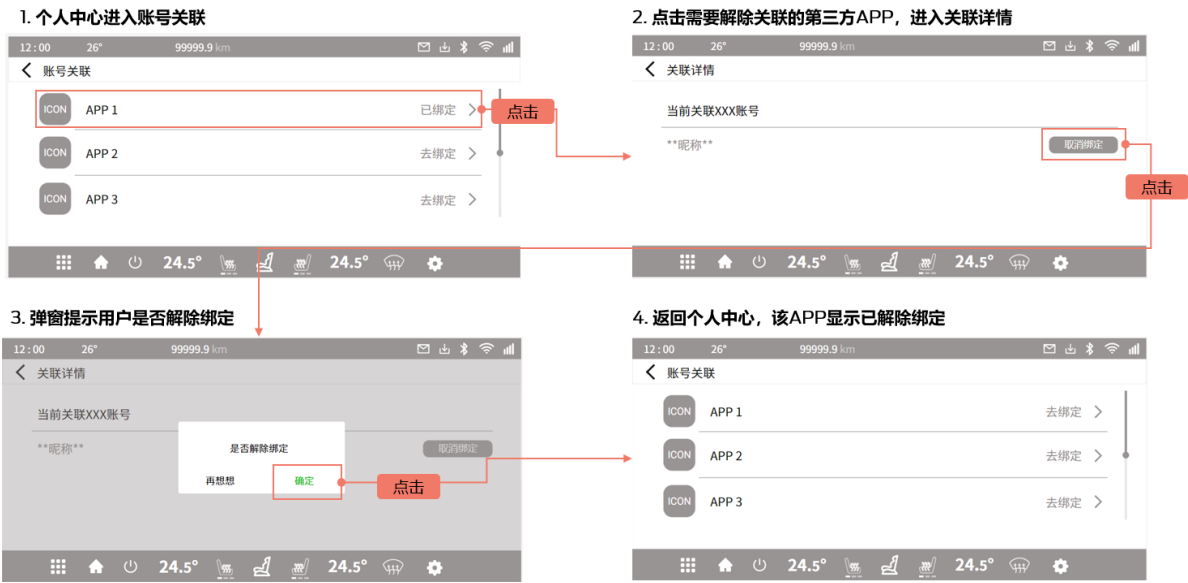 1. 个人中心进入账号关联
12:00 26° 99999.9 km
账号关联
ICON APP 1 已绑定
点击
ICON APP 2 去绑定
ICON APP 3 去绑定
24.5° 24.5°
2. 点击需要解除关联的第三方APP，进入关联详情
12:00 26° 99999.9 km
关联详情
当前关联XXX账号
**昵称** 取消绑定
点击
24.5° 24.5°
3. 弹窗提示用户是否解除绑定
12:00 26° 99999.9 km
关联详情
当前关联XXX账号
**昵称** 取消绑定
是否解除绑定
再想想 确定
点击
24.5° 24.5°
4. 返回个人中心，该APP显示已解除绑定
12:00 26° 99999.9 km
账号关联
ICON APP 1 去绑定
ICON APP 2 去绑定
ICON APP 3 去绑定
24.5° 24.5°